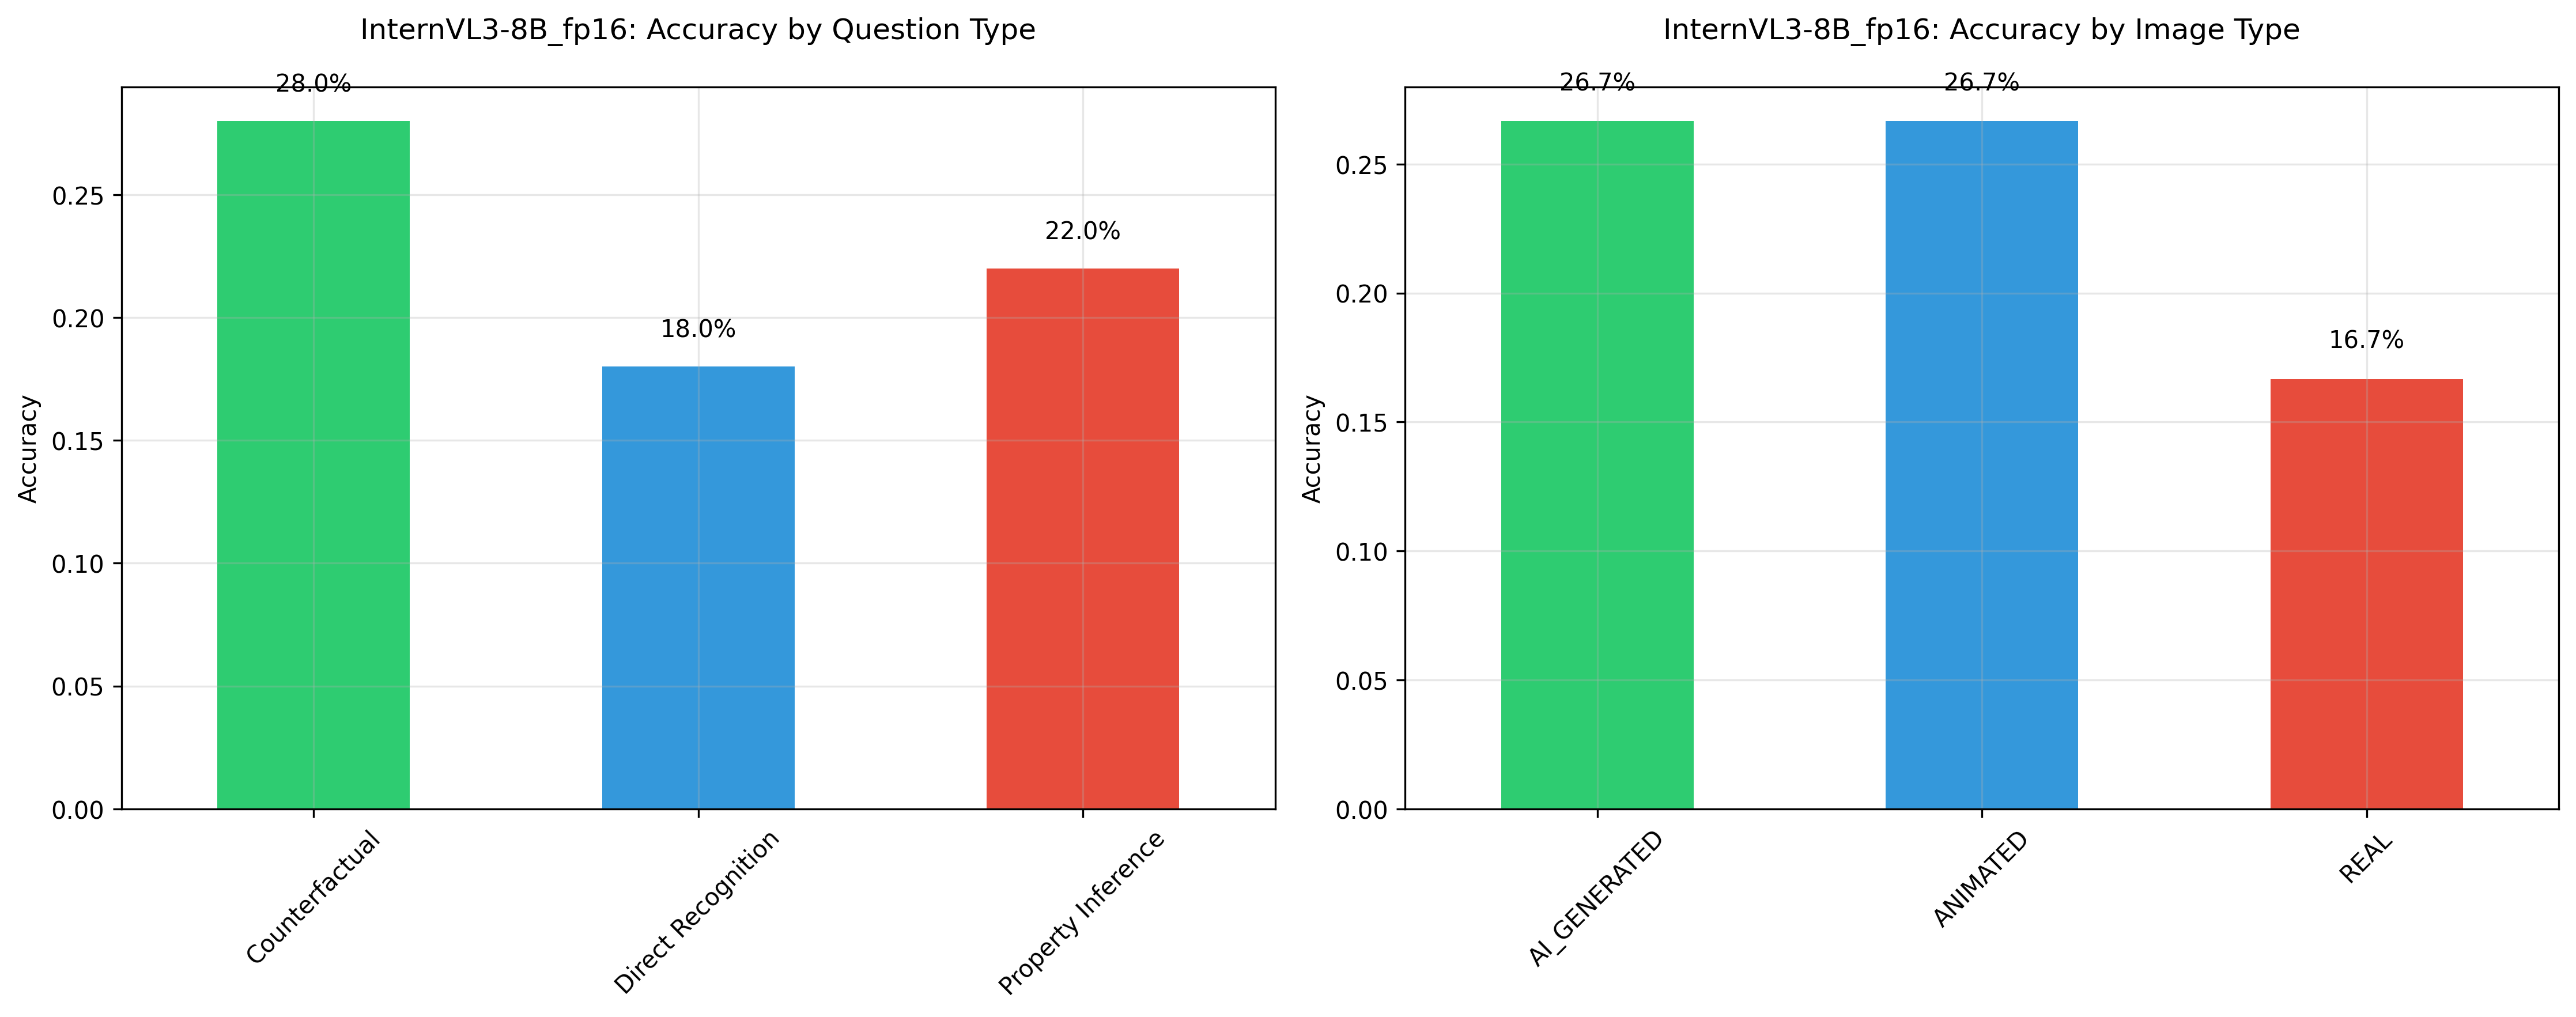 InternVL3-8B_fp16: Accuracy by Question Type
28.0%
18.0%
22.0%
Accuracy
0.25
0.20
0.15
0.10
0.05
0.00
Counterfactual
Direct Recognition
Property Inference
InternVL3-8B_fp16: Accuracy by Image Type
26.7%
26.7%
16.7%
Accuracy
0.25
0.20
0.15
0.10
0.05
0.00
AI_GENERATED
ANIMATED
REAL